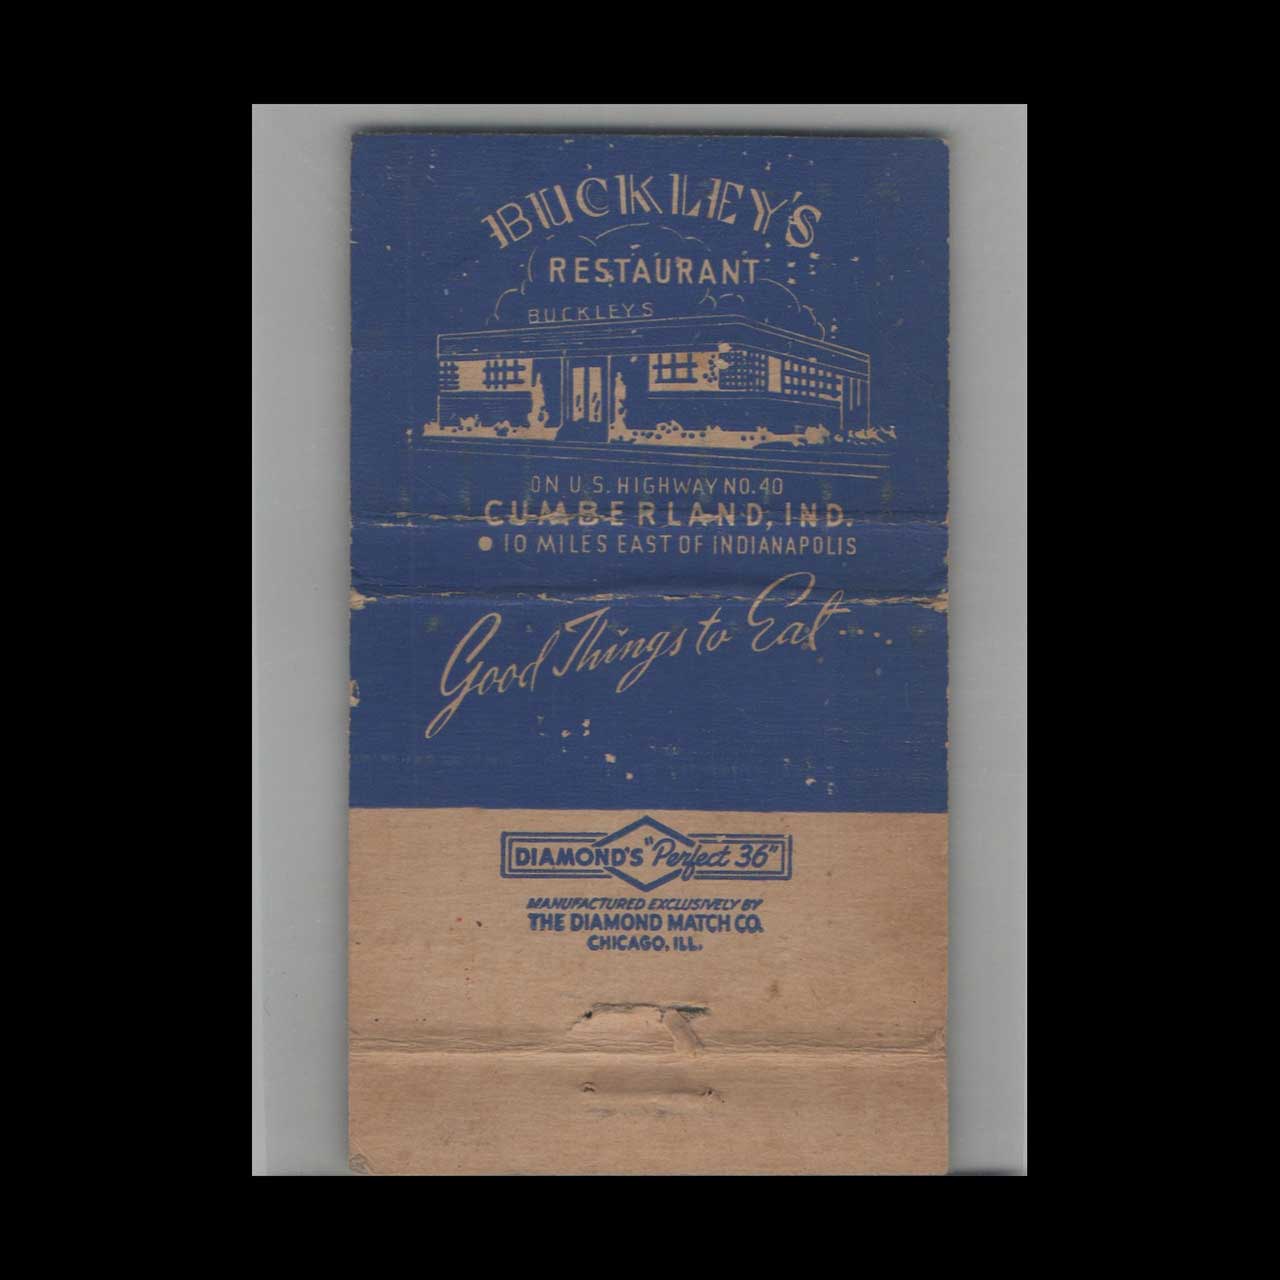 BUCKLEY'S
RESTAURANT
BUCKLEYS
ON U.S. HIGHWAY NO. 40
CUMBERLAND, IND.
● 10 MILES EAST OF INDIANAPOLIS
Good Things to Eat ....
DIAMOND'S "Perfect 36"
MANUFACTURED EXCLUSIVELY BY
THE DIAMOND MATCH CO.
CHICAGO, ILL.